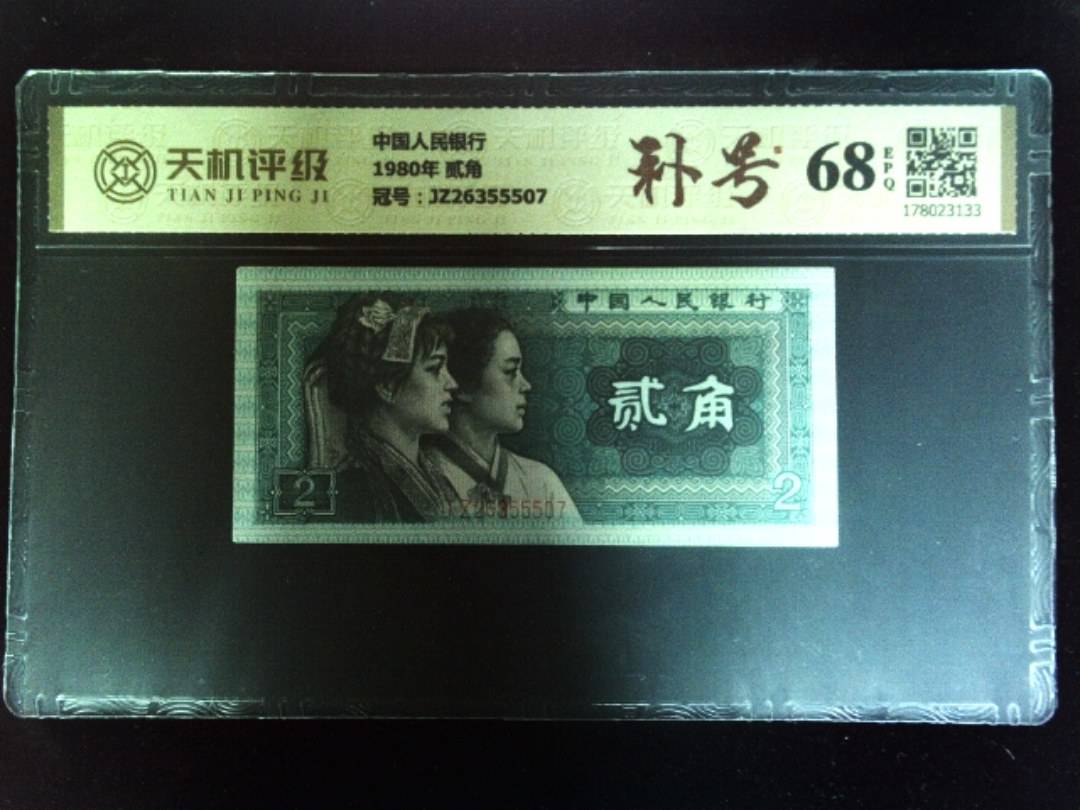 天机评级
TIAN JI PING JI
中国人民银行
1980年 贰角
冠号：JZ26355507
补号
68
EPQ
178023133
中国人民银行
贰角
2
2
JZ26355507